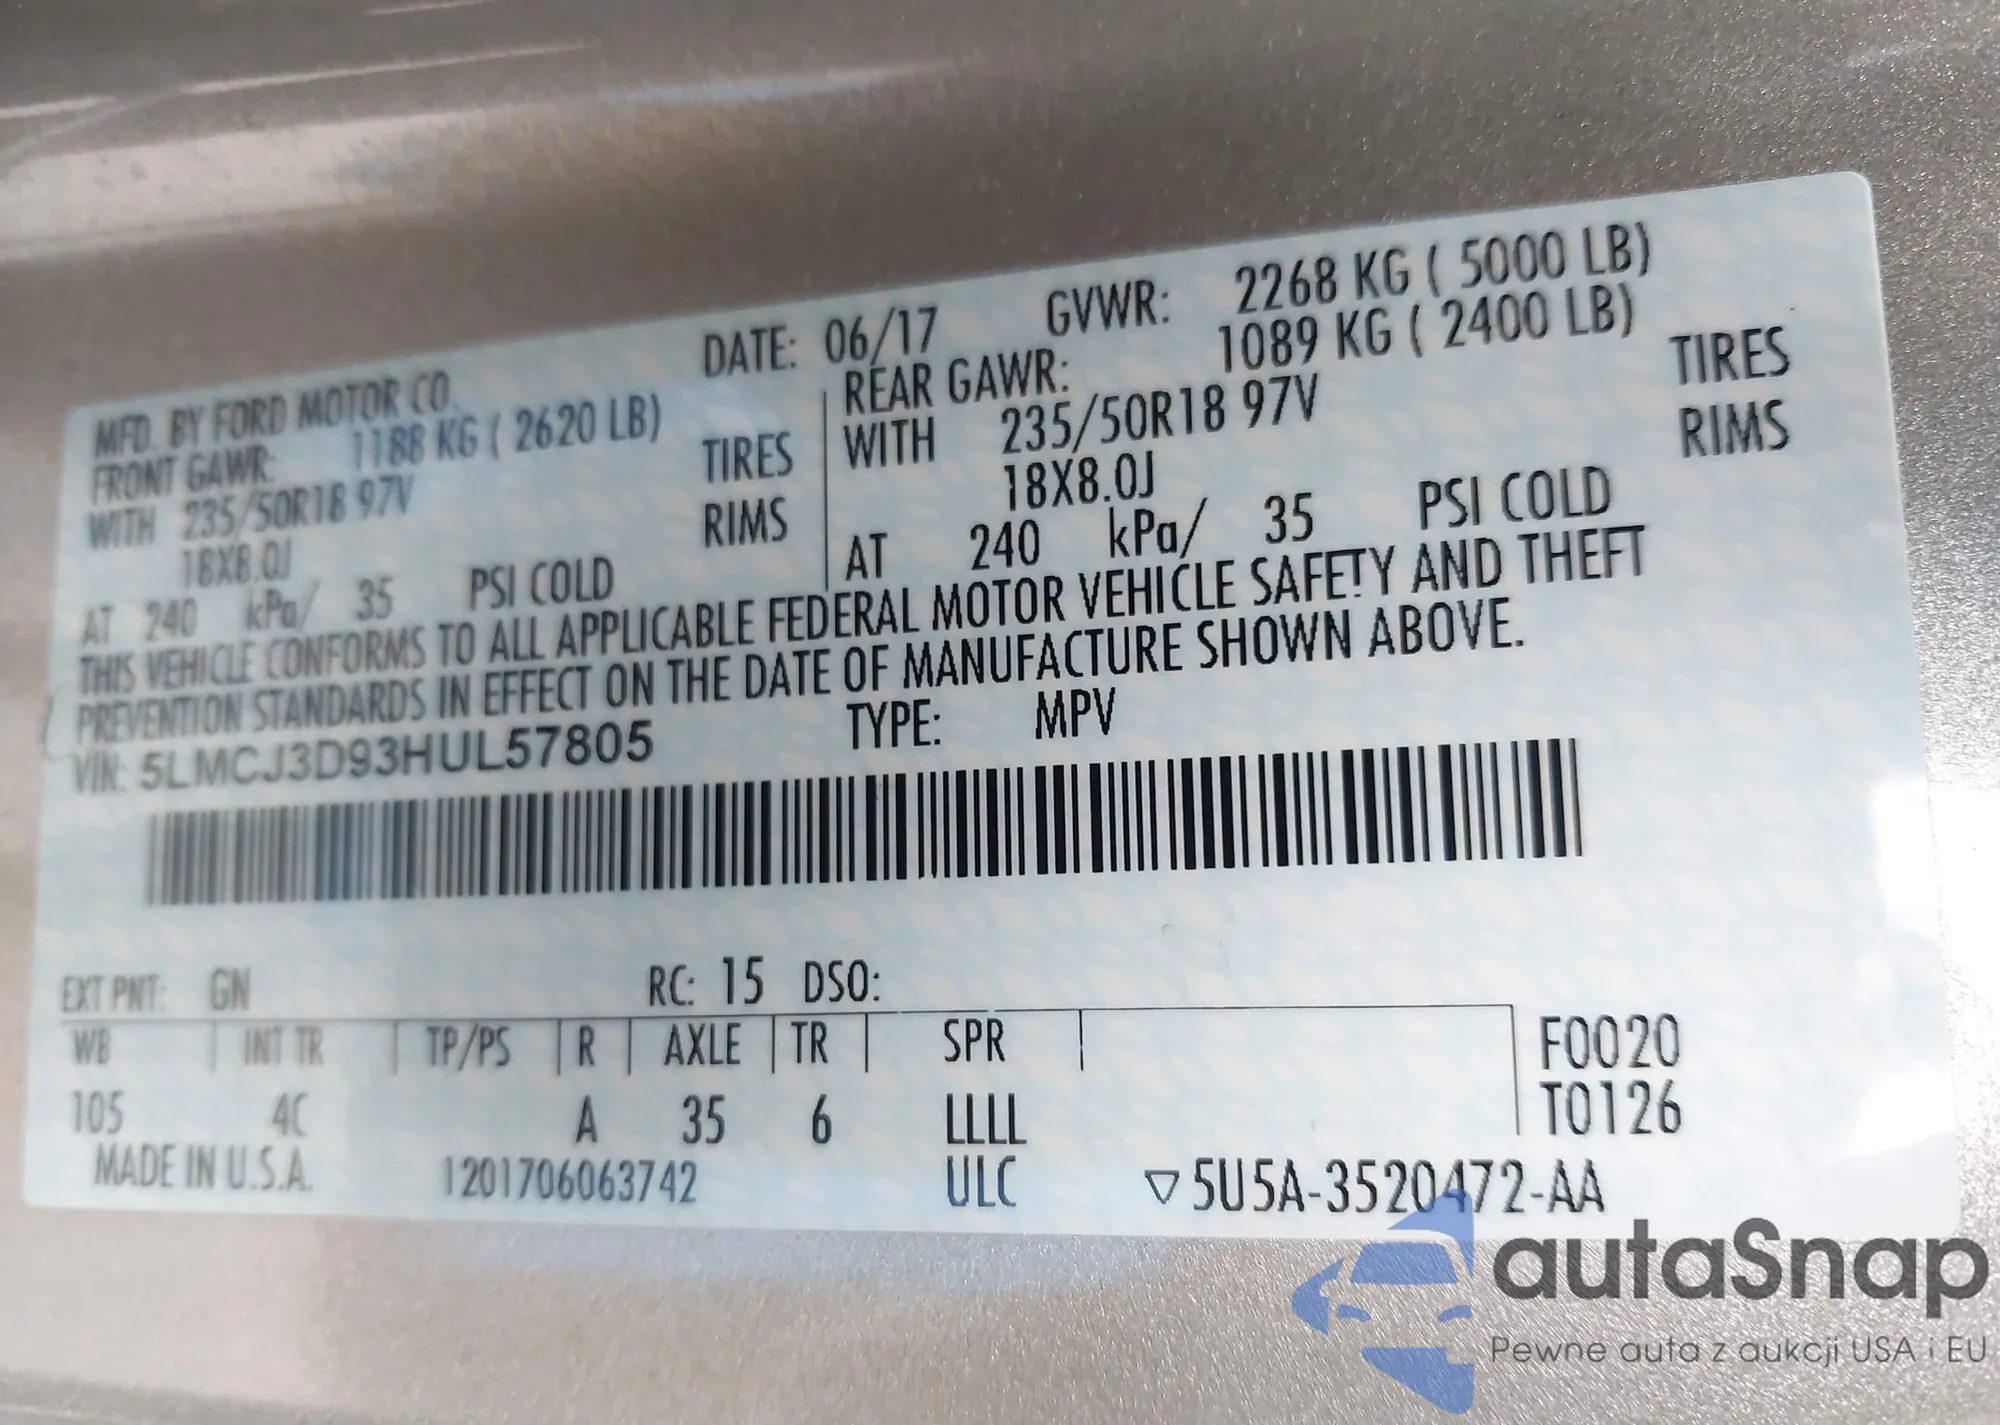 MFD. BY FORD MOTOR CO.
DATE: 06/17 GVWR: 2268 KG ( 5000 LB)
FRONT GAWR: 1188 KG ( 2620 LB)
WITH 235/50R18 97V TIRES
18X8.0J RIMS
AT 240 kPa/ 35 PSI COLD
REAR GAWR: 1089 KG ( 2400 LB)
WITH 235/50R18 97V TIRES
18X8.0J RIMS
AT 240 kPa/ 35 PSI COLD
THIS VEHICLE CONFORMS TO ALL APPLICABLE FEDERAL MOTOR VEHICLE SAFETY AND THEFT
PREVENTION STANDARDS IN EFFECT ON THE DATE OF MANUFACTURE SHOWN ABOVE.
VIN: 5LMCJ3D93HUL57805 TYPE: MPV
EXT PNT: GN RC: 15 DSO:
WB INT TR TP/PS R AXLE TR SPR F0020
105 4C A 35 6 LLLL T0126
MADE IN U.S.A. 1201706063742 ULC ▽5U5A-3520472-AA
autaSnap
Pewne auta z aukcji USA i EU